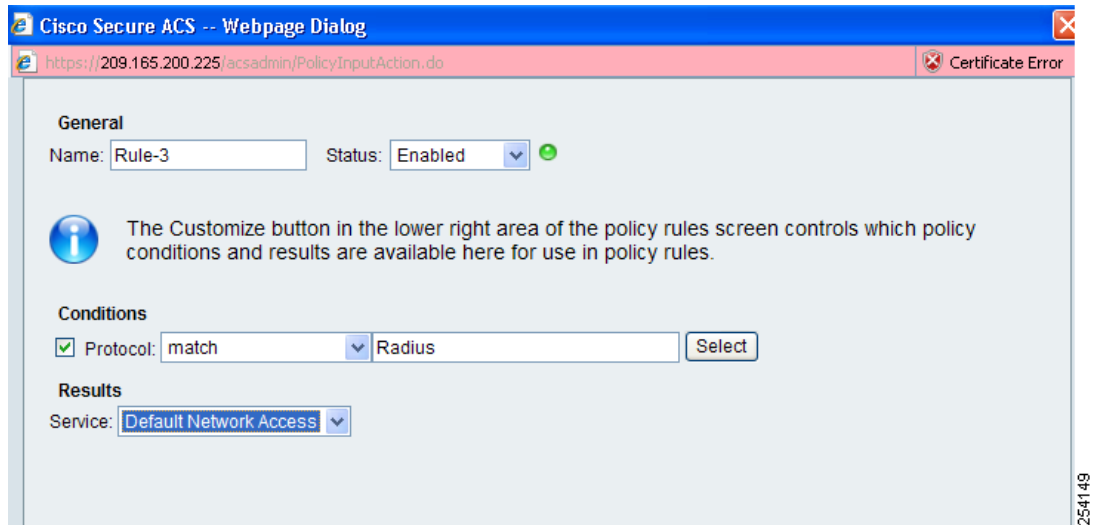 Cisco Secure ACS -- Webpage Dialog
https://209.165.200.225/acsadmin/PolicyInputAction.do Certificate Error
General
Name: Rule-3 Status: Enabled
The Customize button in the lower right area of the policy rules screen controls which policy
conditions and results are available here for use in policy rules.
Conditions
Protocol: match Radius Select
Results
Service: Default Network Access
254149